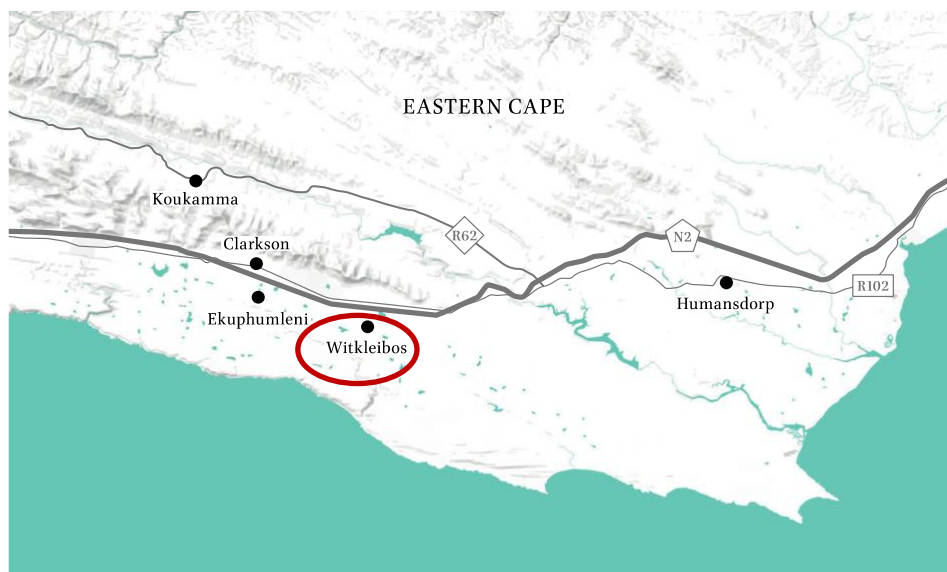 EASTERN CAPE
Koukamma
Clarkson
R62
N2
R102
Humansdorp
Ekuphumleni
Witkleibos